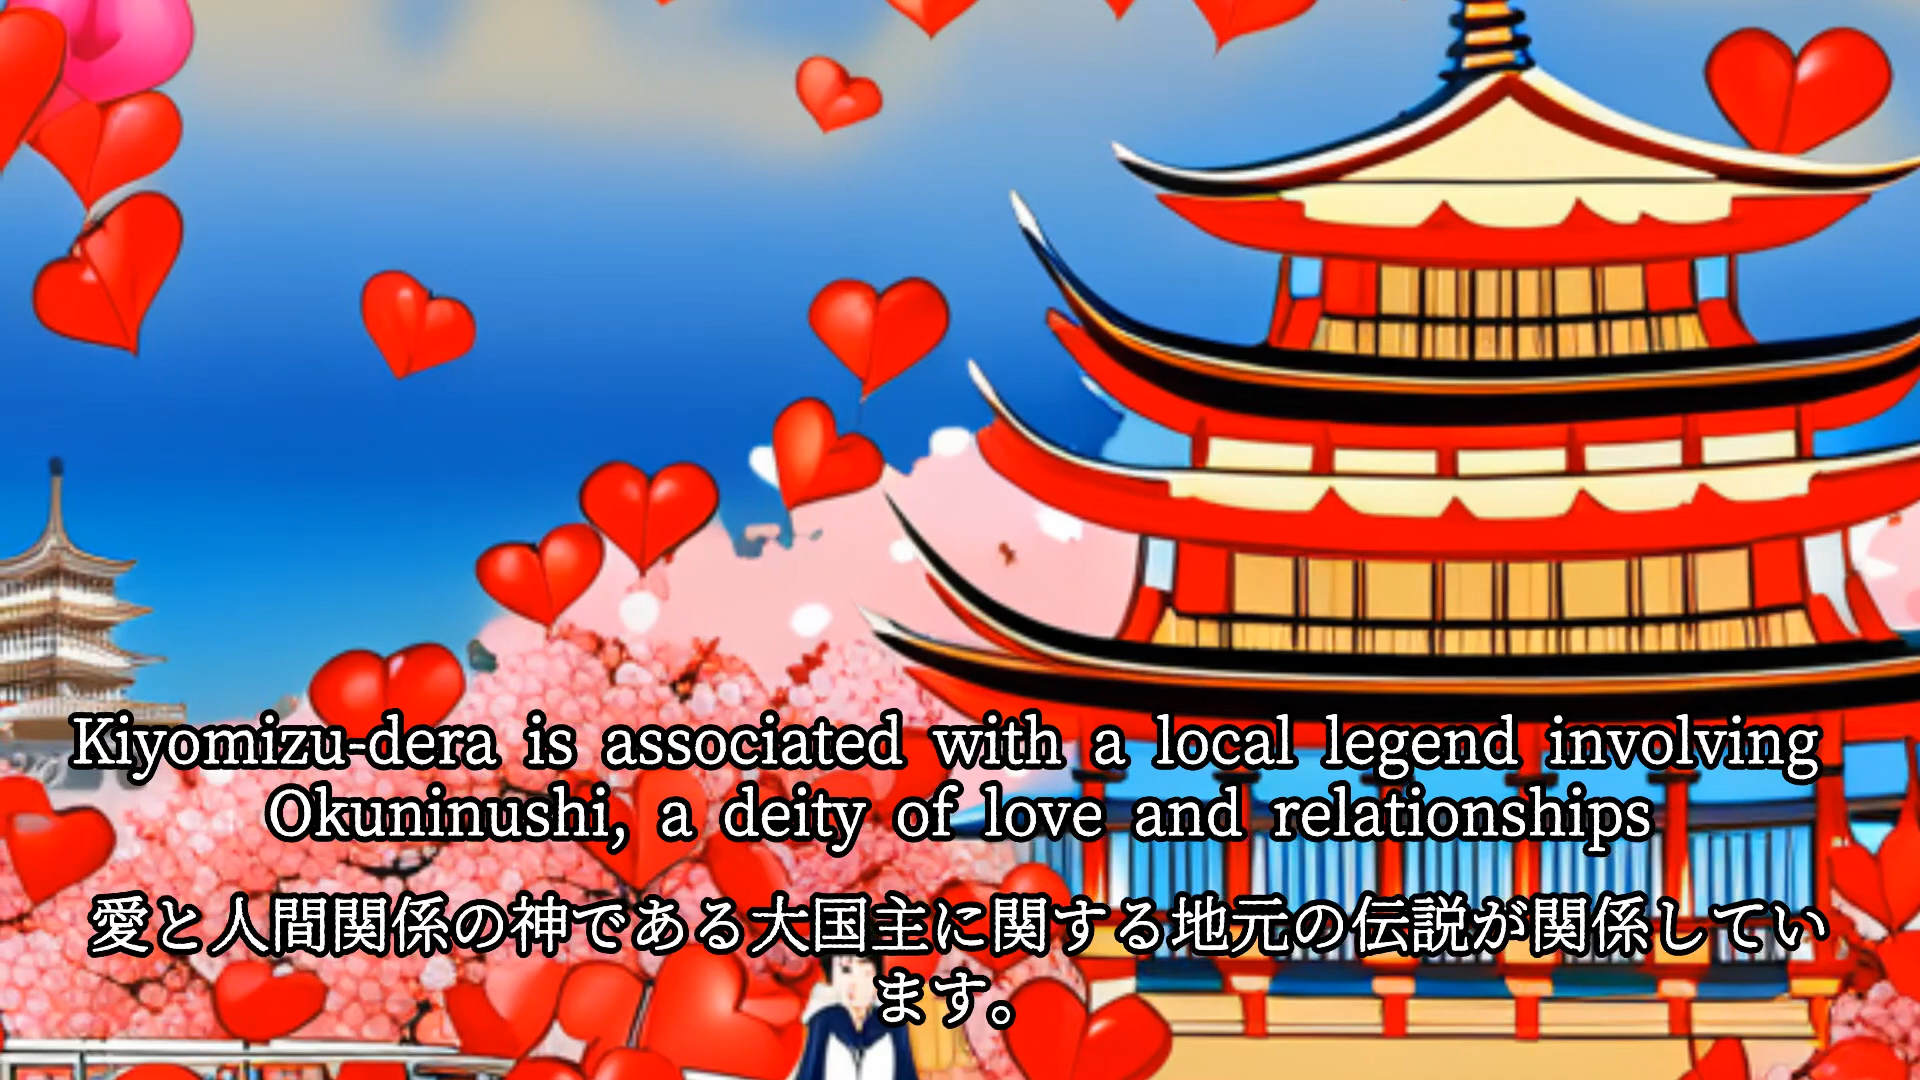 Kiyomizu-dera is associated with a local legend involving
Okuninushi, a deity of love and relationships
愛と人間関係の神である大国主に関する地元の伝説が関係してい
ます。